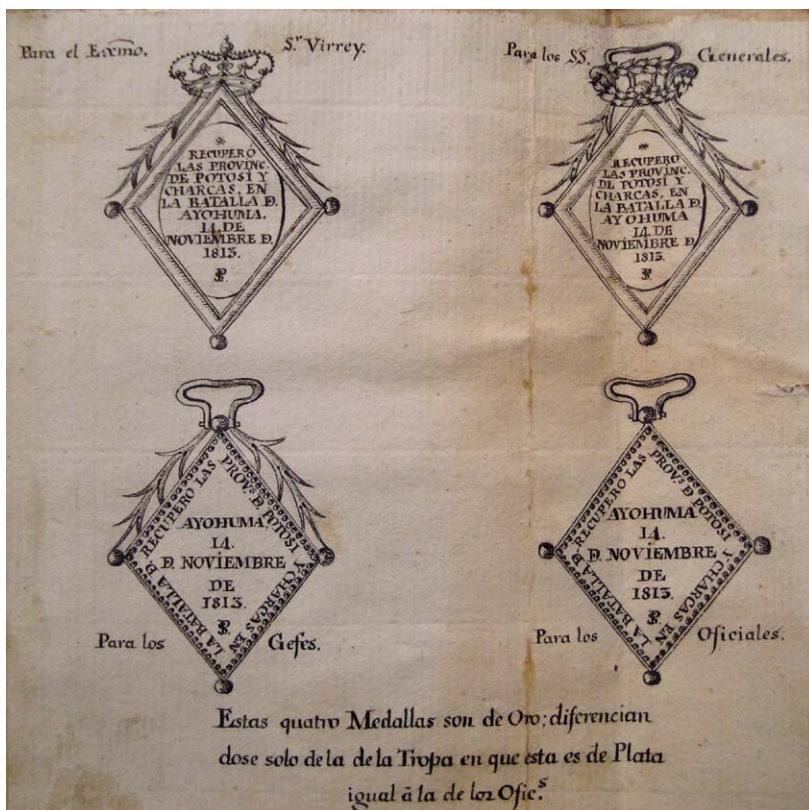 Para el Exmo. Sr. Virrey.
RECUPERÓ
LAS PROVINC.
DE POTOSÍ Y
CHARCAS, EN
LA BATALLA D.
AYOHUMA.
14. DE
NOVIEMBRE D.
1813.
Para los SS. Generales.
RECUPERO
LAS PROVINC.
DE POTOSI Y
CHARCAS, EN
LA BATALLA D.
AYOHUMA
14. DE
NOVIEMBRE D.
1813.
RECUPERO LAS PROVS. D. POTOSI Y CHARCAS EN LA BATALLA D.
AYOHUMA
14.
D. NOVIEMBRE
DE
1813.
Para los Gefes.
RECUPERO LAS PROVS. D. POTOSI Y CHARCAS EN LA BATALLA D.
AYOHUMA
14.
D. NOVIEMBRE
DE
1813.
Para los Oficiales.
Estas quatro Medallas son de Oro; diferencian
dose solo de la de la Tropa en que esta es de Plata
igual â la de los Ofic.s